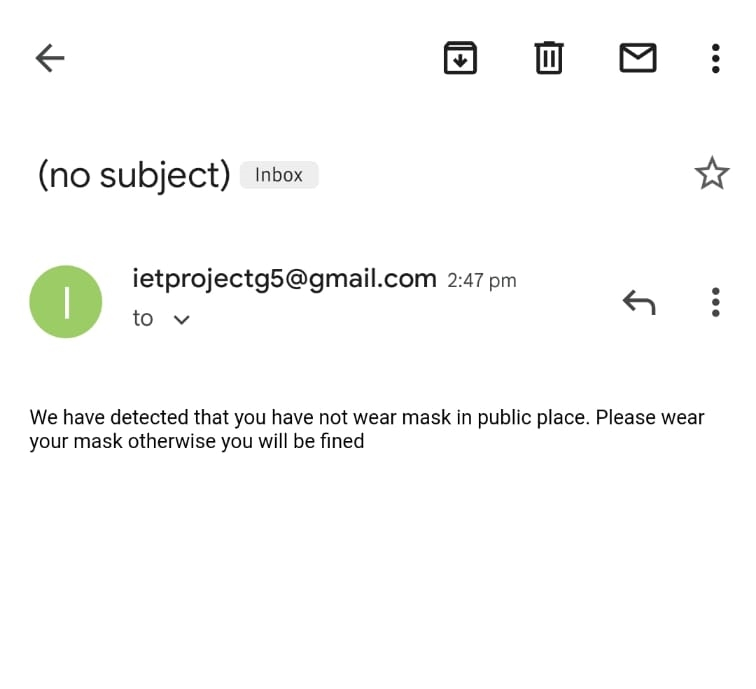 (no subject) Inbox
I
ietprojectg5@gmail.com 2:47 pm
to
We have detected that you have not wear mask in public place. Please wear
your mask otherwise you will be fined